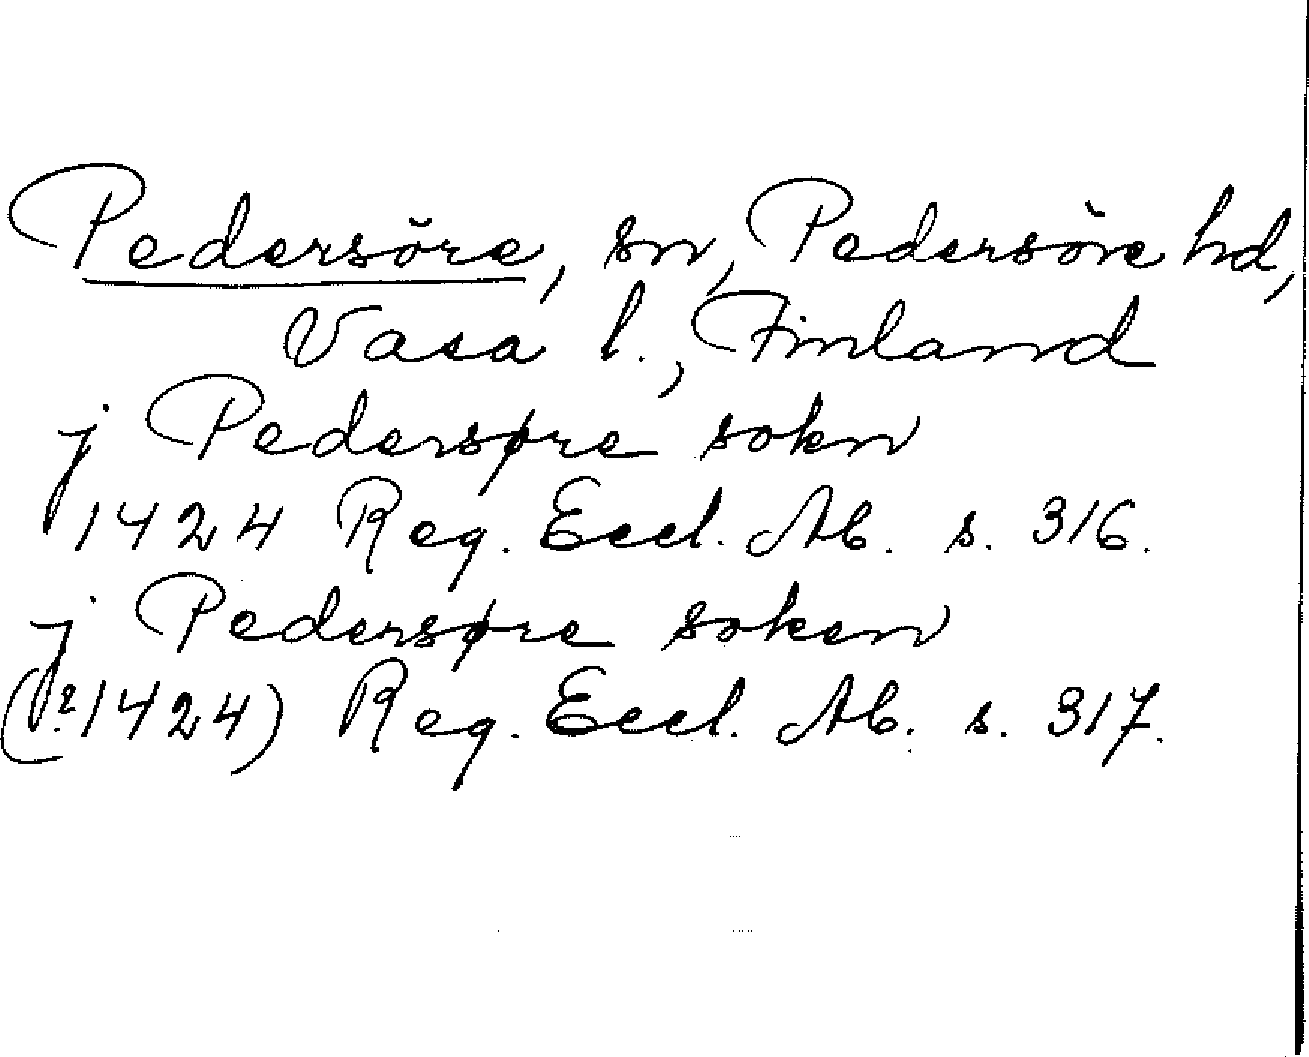 Pedersöre, sn, Pedersöre hd,
Vasa l., Finland
j Pedersøre sokn
1424 Reg. Eccl. Ab. s. 316.
j Pedersøre soken
(?1424) Reg. Eccl. Ab. s. 317.